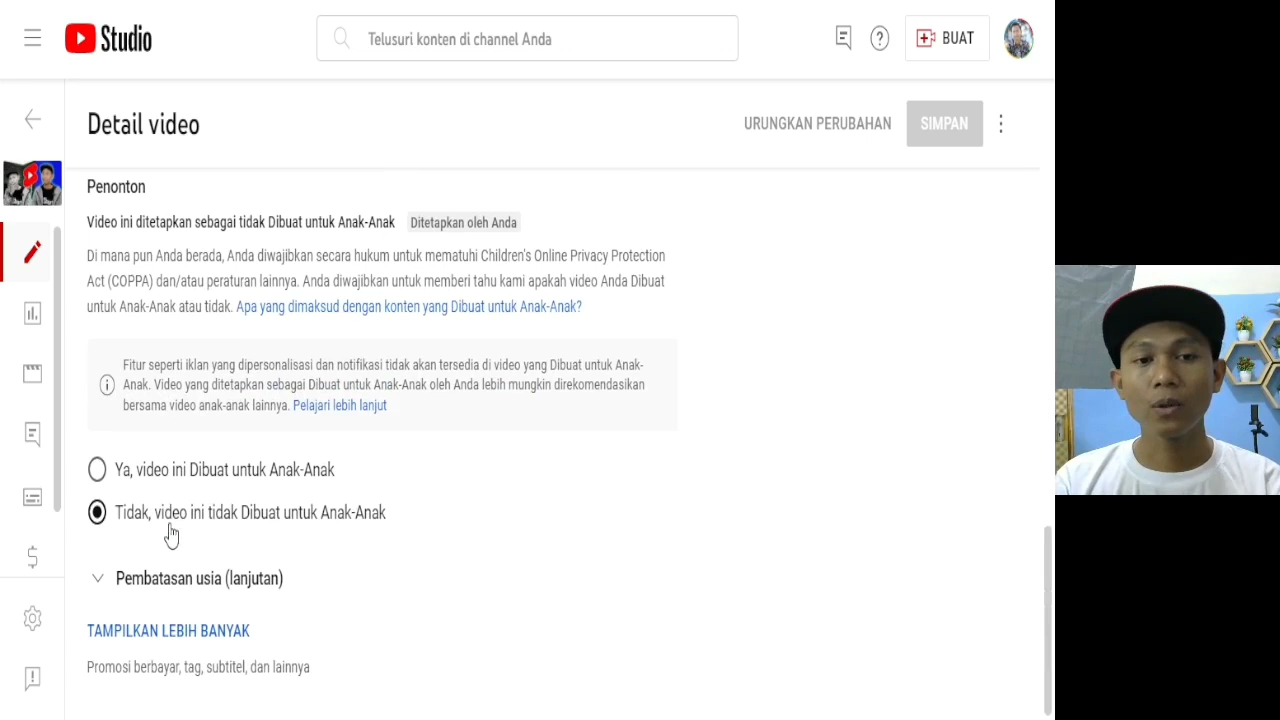 Studio
Telusuri konten di channel Anda
BUAT
Detail video
URUNGKAN PERUBAHAN
SIMPAN
Penonton
Video ini ditetapkan sebagai tidak Dibuat untuk Anak-Anak
Ditetapkan oleh Anda
Di mana pun Anda berada, Anda diwajibkan secara hukum untuk mematuhi Children's Online Privacy Protection
Act (COPPA) dan/atau peraturan lainnya. Anda diwajibkan untuk memberi tahu kami apakah video Anda Dibuat
untuk Anak-Anak atau tidak. Apa yang dimaksud dengan konten yang Dibuat untuk Anak-Anak?
Fitur seperti iklan yang dipersonalisasi dan notifikasi tidak akan tersedia di video yang Dibuat untuk Anak-
Anak. Video yang ditetapkan sebagai Dibuat untuk Anak-Anak oleh Anda lebih mungkin direkomendasikan
bersama video anak-anak lainnya. Pelajari lebih lanjut
Ya, video ini Dibuat untuk Anak-Anak
Tidak, video ini tidak Dibuat untuk Anak-Anak
Pembatasan usia (lanjutan)
TAMPILKAN LEBIH BANYAK
Promosi berbayar, tag, subtitel, dan lainnya